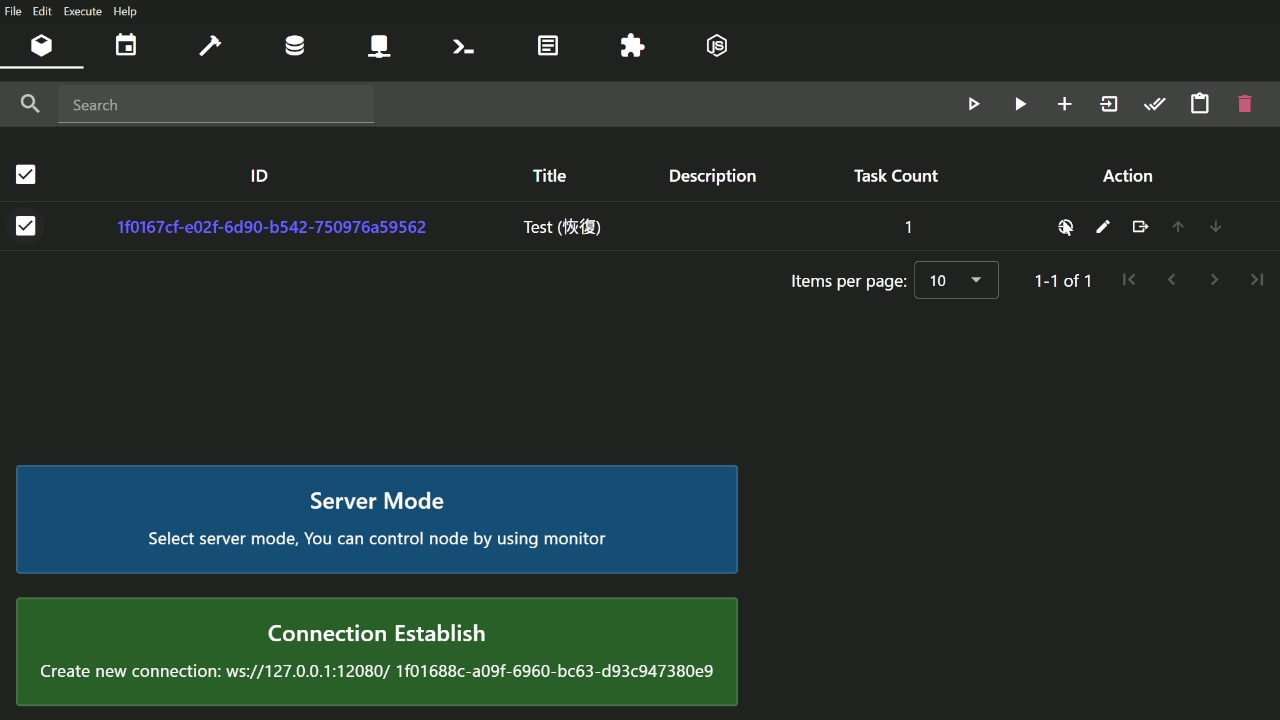 File Edit Execute Help
JS
Search
ID Title Description Task Count Action
1f0167cf-e02f-6d90-b542-750976a59562 Test (恢復) 1
Items per page: 10 1-1 of 1
Server Mode
Select server mode, You can control node by using monitor
Connection Establish
Create new connection: ws://127.0.0.1:12080/ 1f01688c-a09f-6960-bc63-d93c947380e9